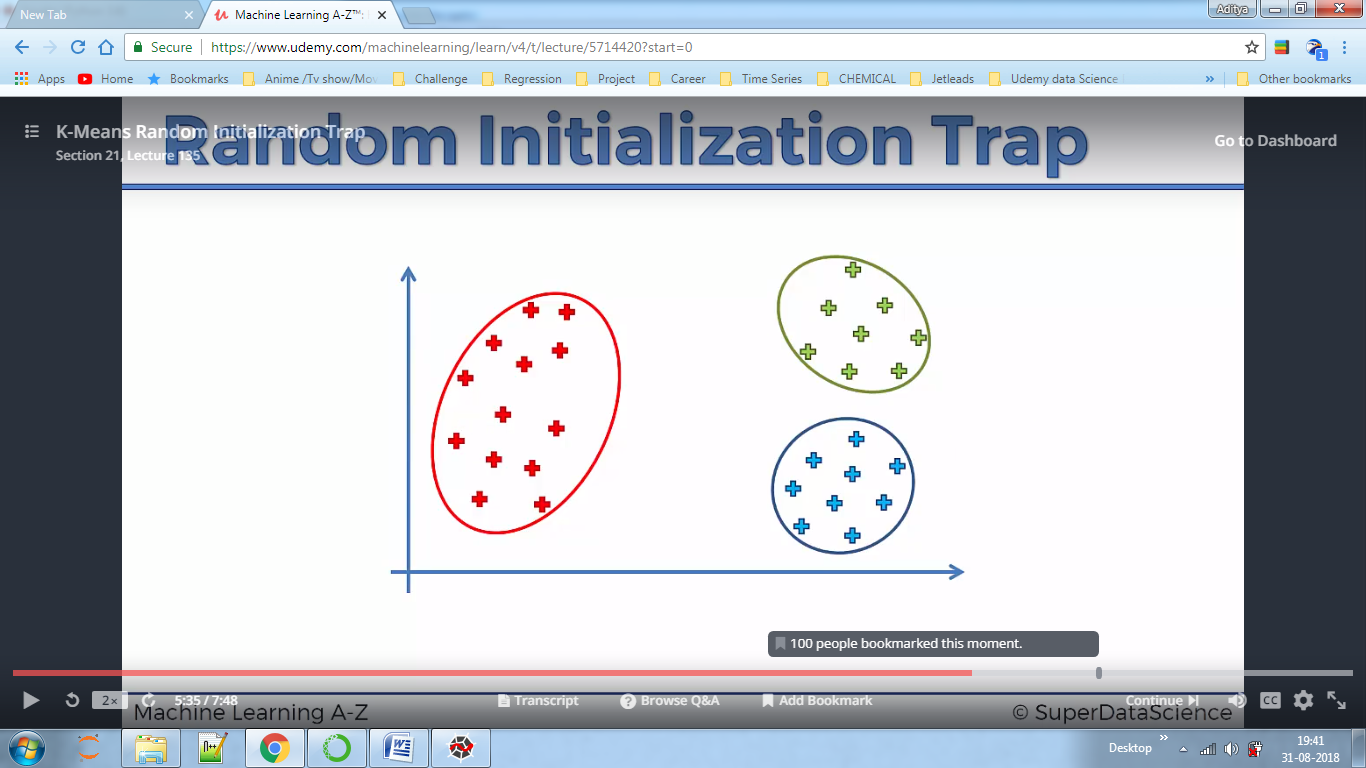 New Tab
Machine Learning A-Z™:
Aditya
Secure
https://www.udemy.com/machinelearning/learn/v4/t/lecture/5714420?start=0
1
Apps
Home
Bookmarks
Anime /Tv show/Mov
Challenge
Regression
Project
Career
Time Series
CHEMICAL
Jetleads
Udemy data Science
»
Other bookmarks
Random Initialization Trap
K-Means Random Initialization Trap
Section 21, Lecture 135
Go to Dashboard
100 people bookmarked this moment.
2×
5:35 / 7:48
Transcript
Browse Q&A
Add Bookmark
Continue
CC
Machine Learning A-Z
© SuperDataScience
Desktop
»
19:41
31-08-2018